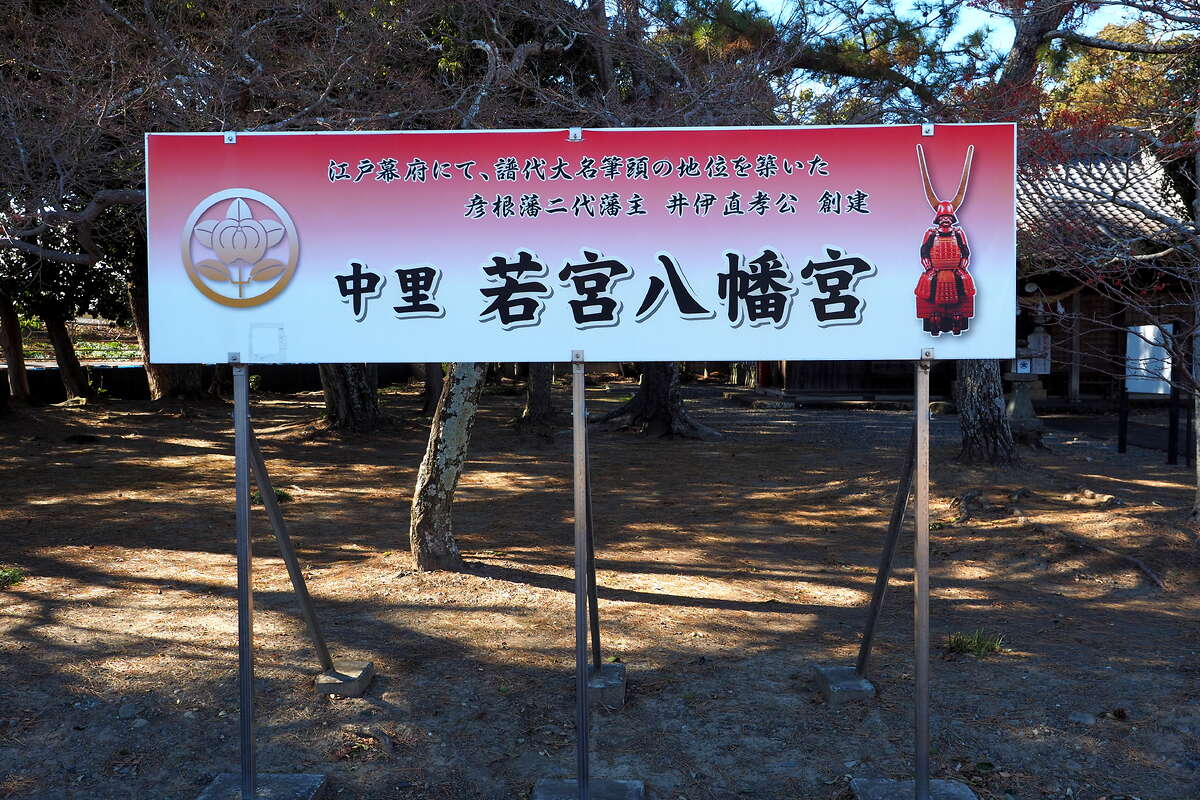 江戸幕府にて、譜代大名筆頭の地位を築いた
彦根藩二代藩主 井伊直孝公 創建
中里 若宮八幡宮